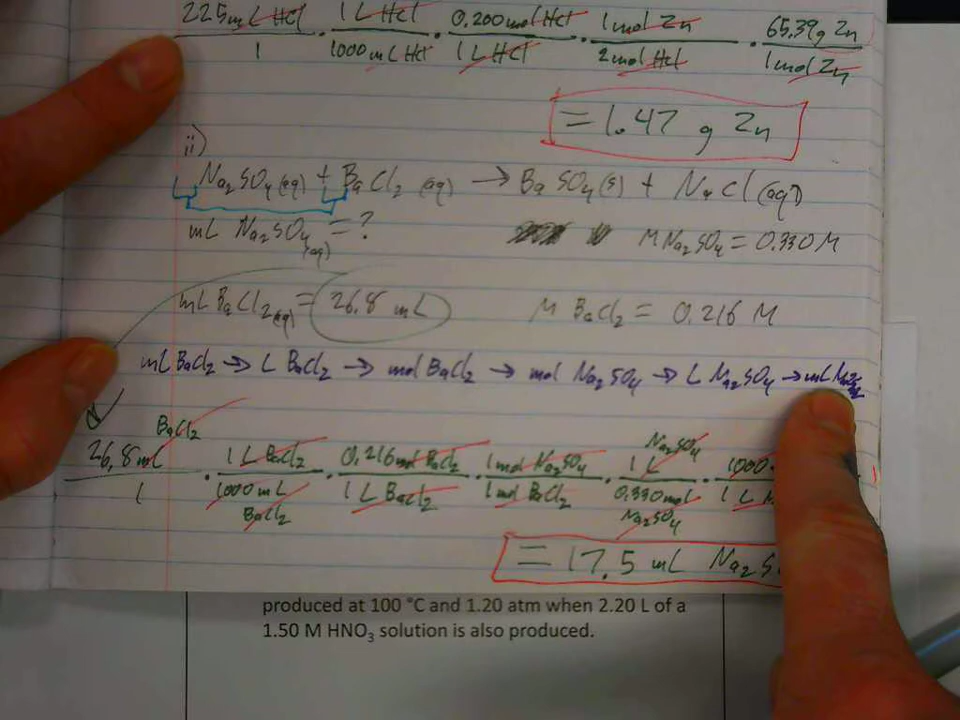 225 mL HCl / 1 · 1 L HCl / 1000 mL HCl · 0.200 mol HCl / 1 L HCl · 1 mol Zn / 2 mol HCl · 65.39 g Zn / 1 mol Zn
= 1.47 g Zn
ii)
Na2SO4 (aq) + BaCl2 (aq) → BaSO4 (s) + NaCl (aq)
mL Na2SO4 (aq) = ? M Na2SO4 = 0.330 M
mL BaCl2 (aq) = 26.8 mL M BaCl2 = 0.216 M
mL BaCl2 → L BaCl2 → mol BaCl2 → mol Na2SO4 → L Na2SO4 → mL
26.8 mL BaCl2 / 1 · 1 L BaCl2 / 1000 mL BaCl2 · 0.216 mol BaCl2 / 1 L BaCl2 · 1 mol Na2SO4 / 1 mol BaCl2 · 1 L Na2SO4 / 0.330 mol Na2SO4 · 1000 / 1 L
= 17.5 mL Na2S
produced at 100 °C and 1.20 atm when 2.20 L of a
1.50 M HNO3 solution is also produced.